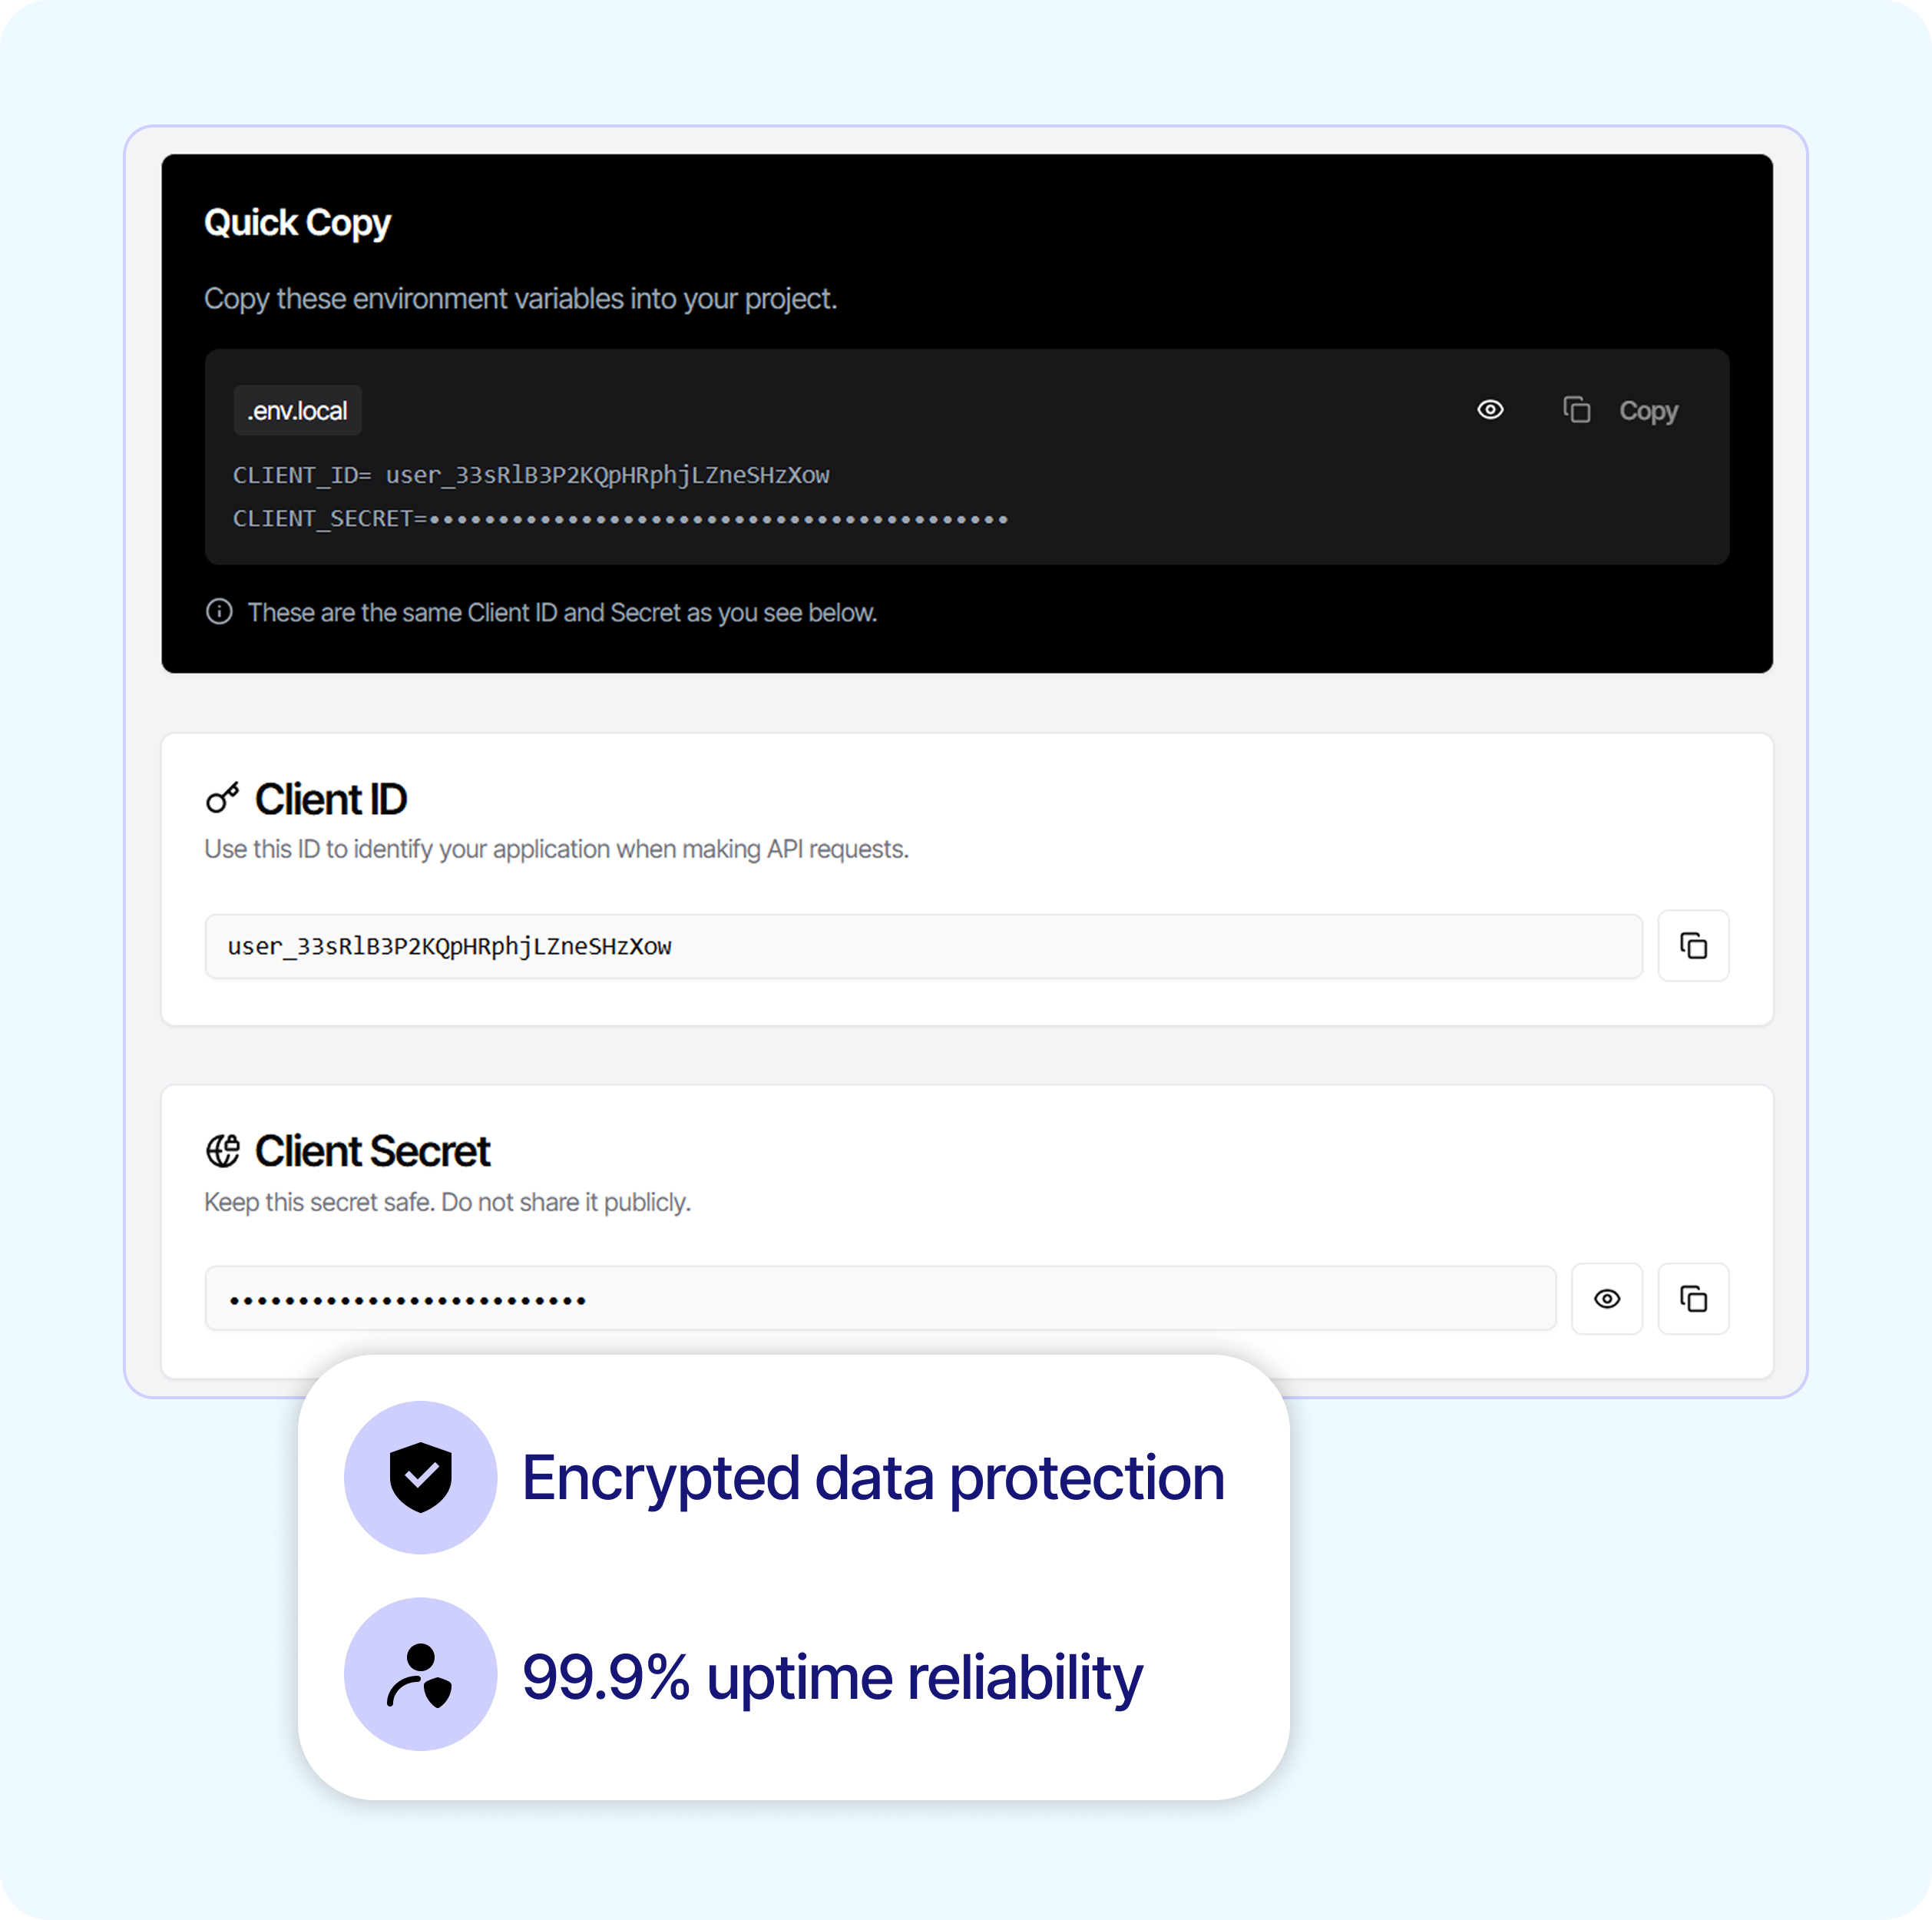 Quick Copy
Copy these environment variables into your project.
.env.local
Copy
CLIENT_ID= user_33sRlB3P2KQpHRphjLZneSHzXow
CLIENT_SECRET=••••••••••••••••••••••••••••••••••••••••••
These are the same Client ID and Secret as you see below.
Client ID
Use this ID to identify your application when making API requests.
user_33sRlB3P2KQpHRphjLZneSHzXow
Client Secret
Keep this secret safe. Do not share it publicly.
••••••••••••••••••••••••••
Encrypted data protection
99.9% uptime reliability